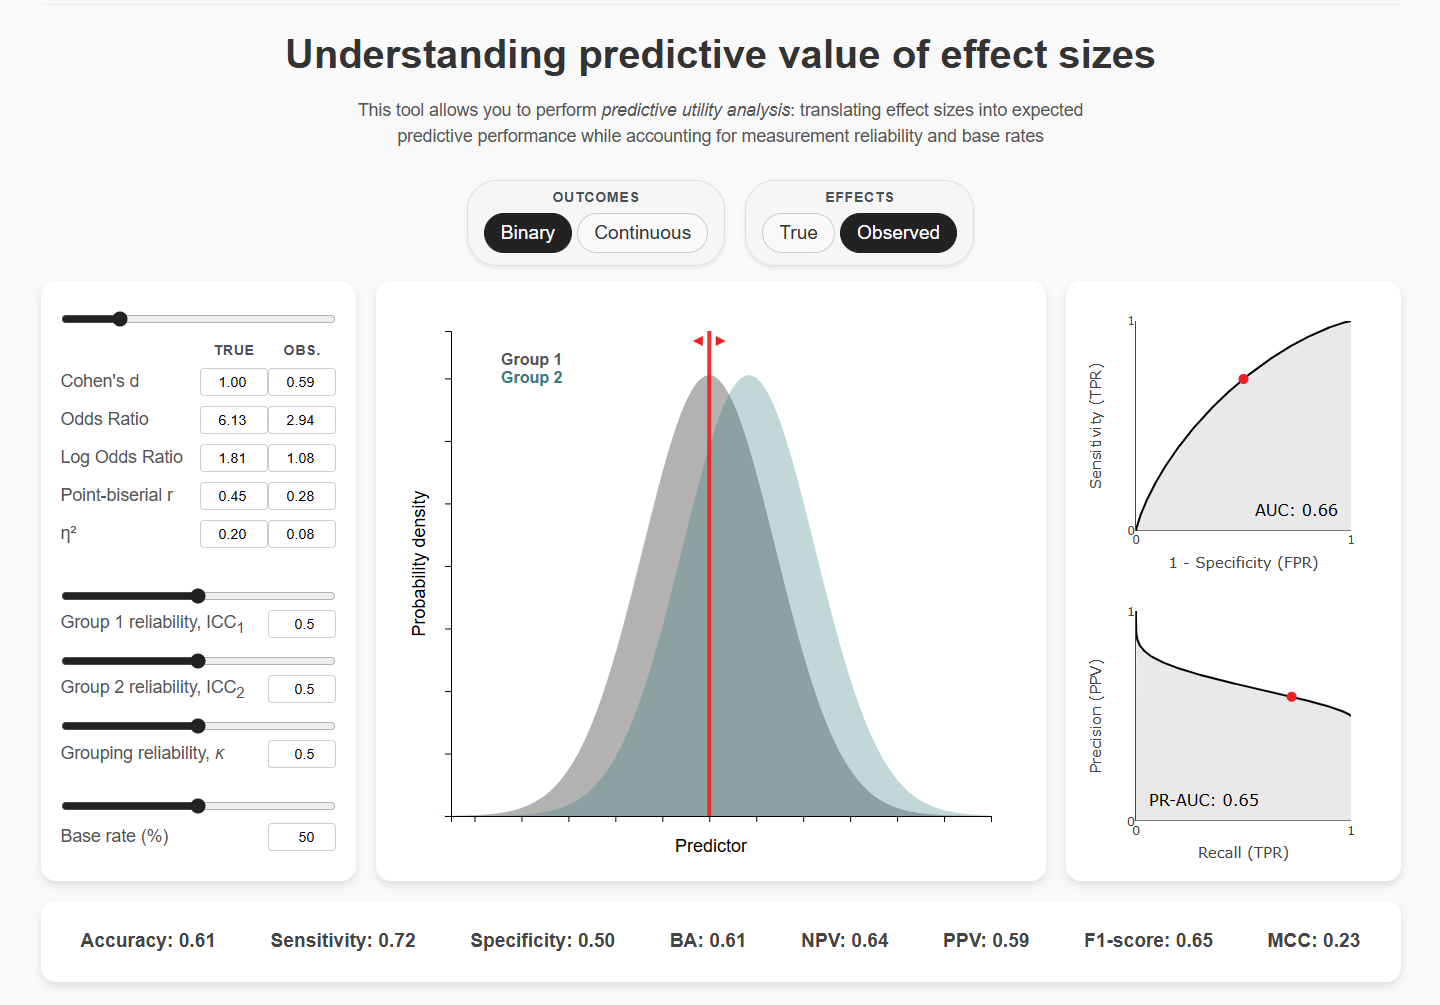 Understanding predictive value of effect sizes
This tool allows you to perform predictive utility analysis: translating effect sizes into expected
predictive performance while accounting for measurement reliability and base rates
OUTCOMES
Binary Continuous
EFFECTS
True Observed
TRUE OBS.
Cohen's d 1.00 0.59
Odds Ratio 6.13 2.94
Log Odds Ratio 1.81 1.08
Point-biserial r 0.45 0.28
η² 0.20 0.08
Group 1 reliability, ICC1 0.5
Group 2 reliability, ICC2 0.5
Grouping reliability, κ 0.5
Base rate (%) 50
Group 1
Group 2
Probability density
Predictor
1
Sensitivity (TPR)
AUC: 0.66
0
0 1
1 - Specificity (FPR)
1
Precision (PPV)
PR-AUC: 0.65
0
0 1
Recall (TPR)
Accuracy: 0.61 Sensitivity: 0.72 Specificity: 0.50 BA: 0.61 NPV: 0.64 PPV: 0.59 F1-score: 0.65 MCC: 0.23